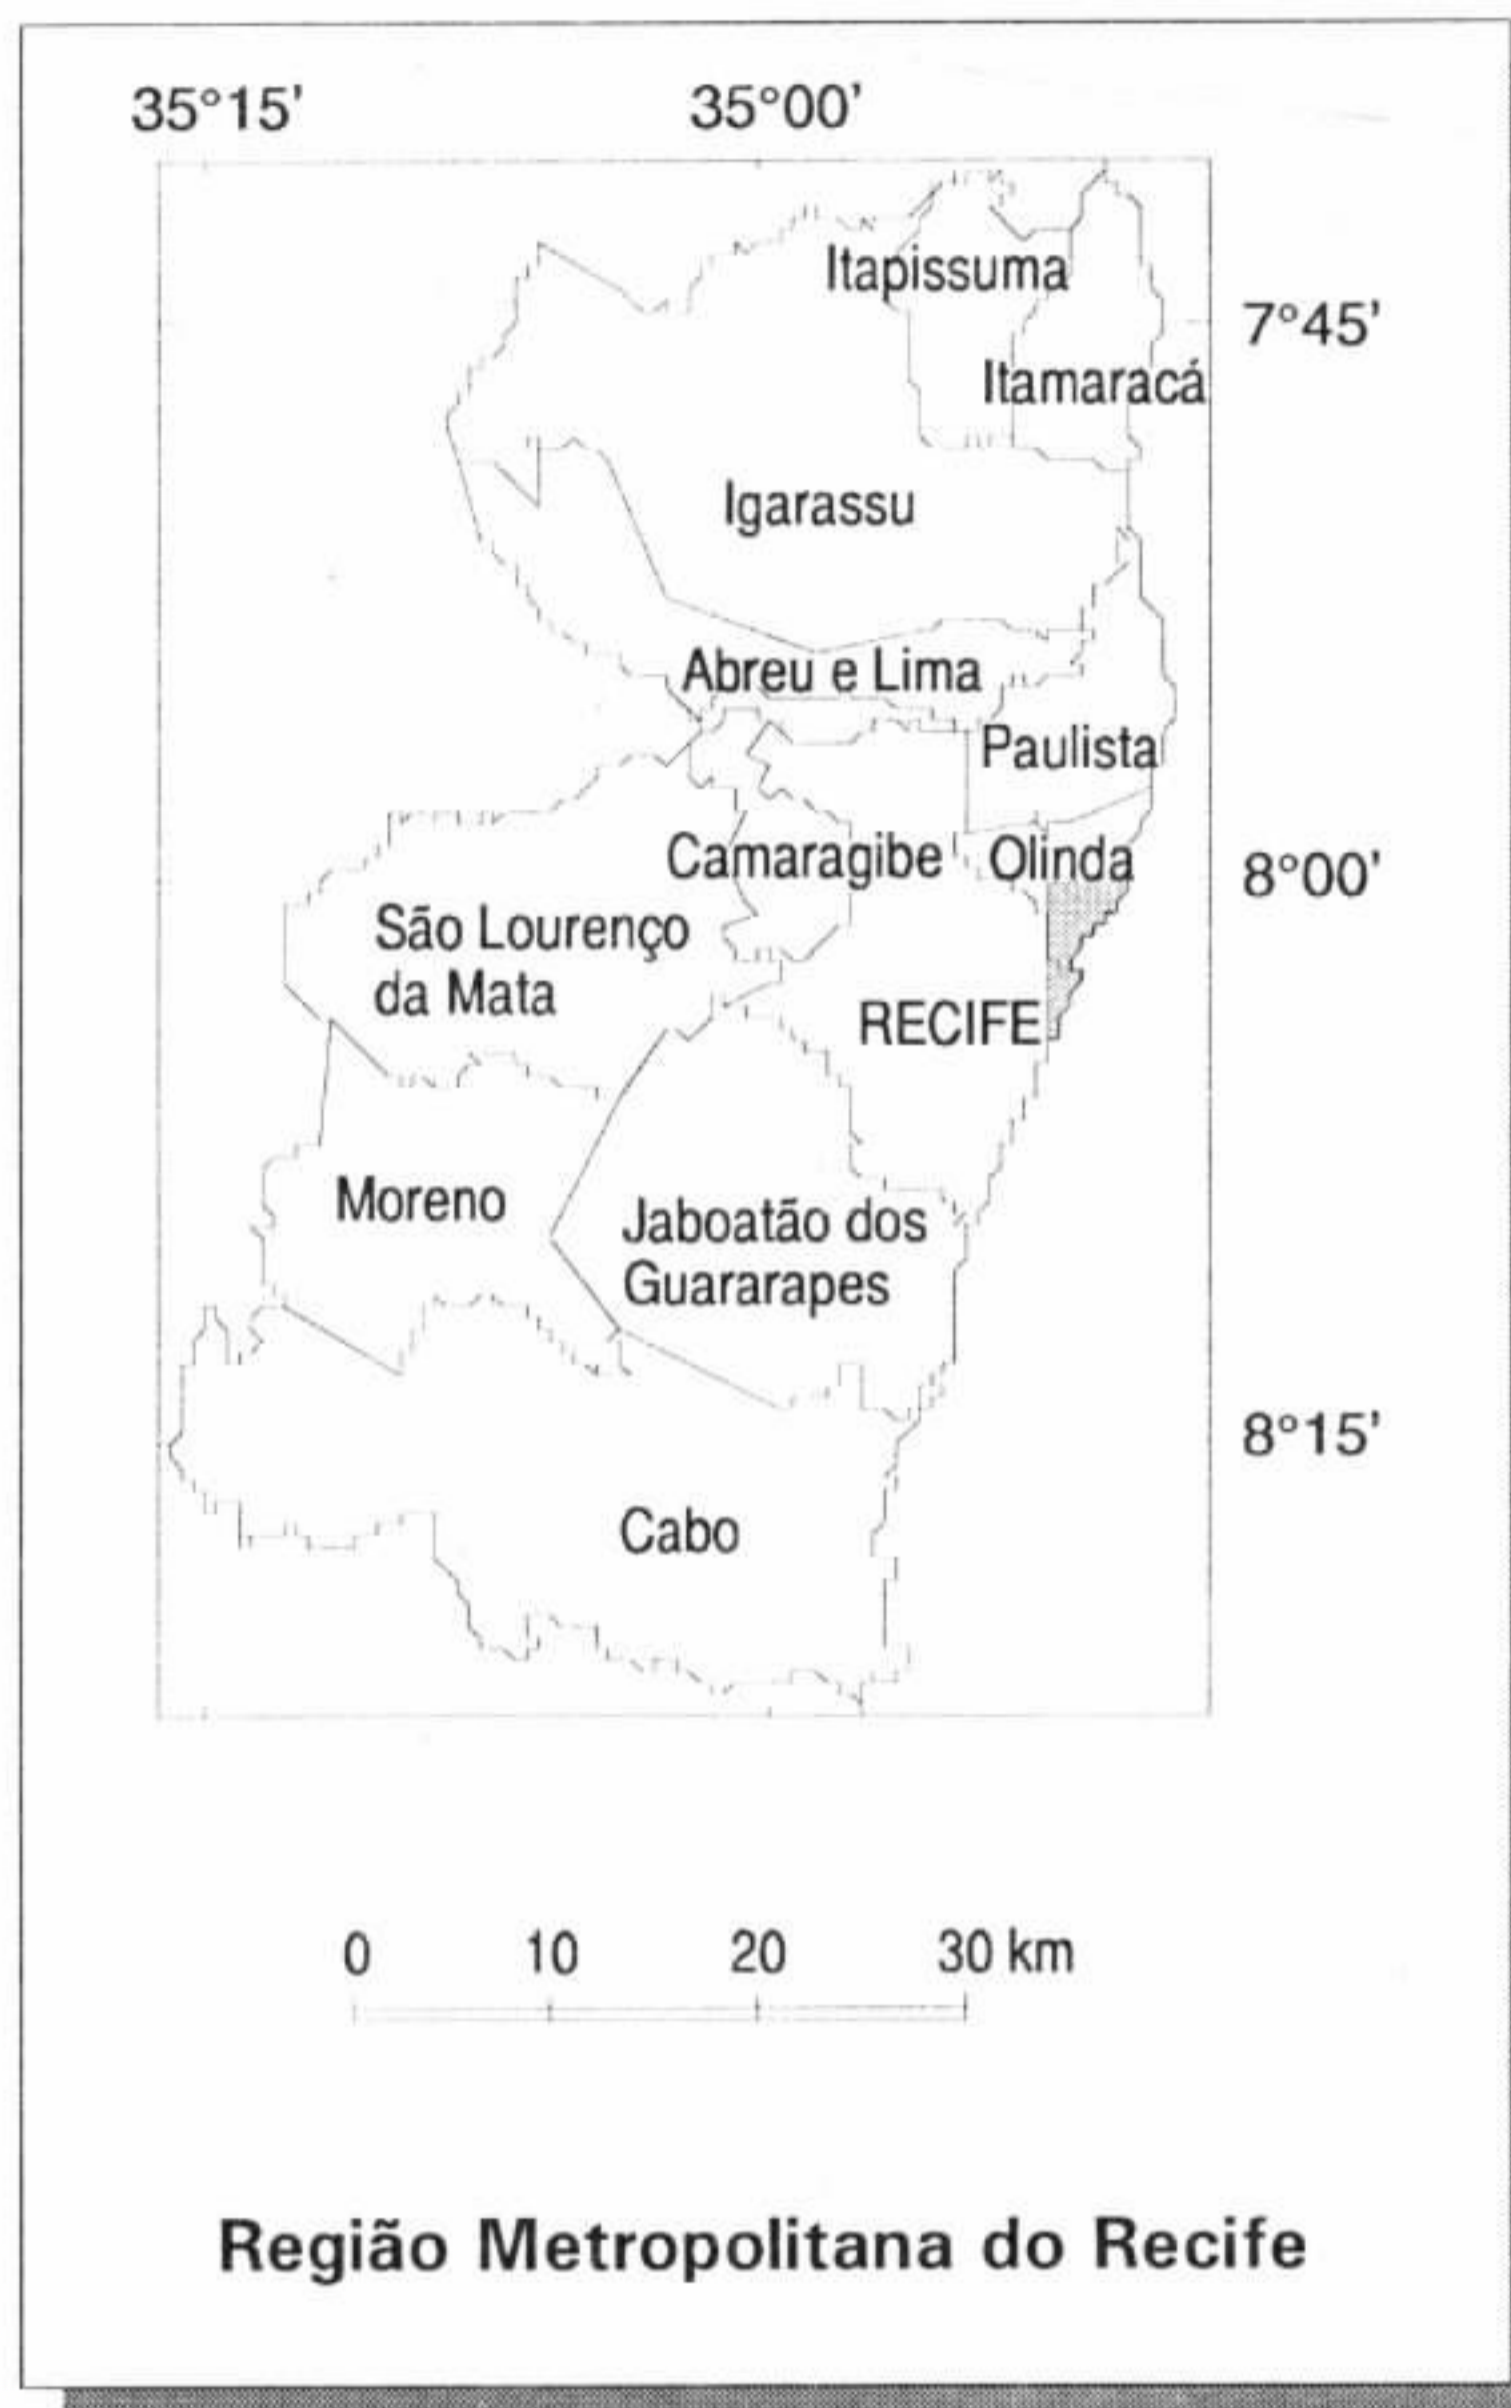 35°15' 35°00'
Itapissuma
7°45'
Itamaracá
Igarassu
Abreu e Lima
Paulista
Camaragibe Olinda
8°00'
São Lourenço
da Mata
RECIFE
Moreno
Jaboatão dos
Guararapes
8°15'
Cabo
0 10 20 30 km
Região Metropolitana do Recife